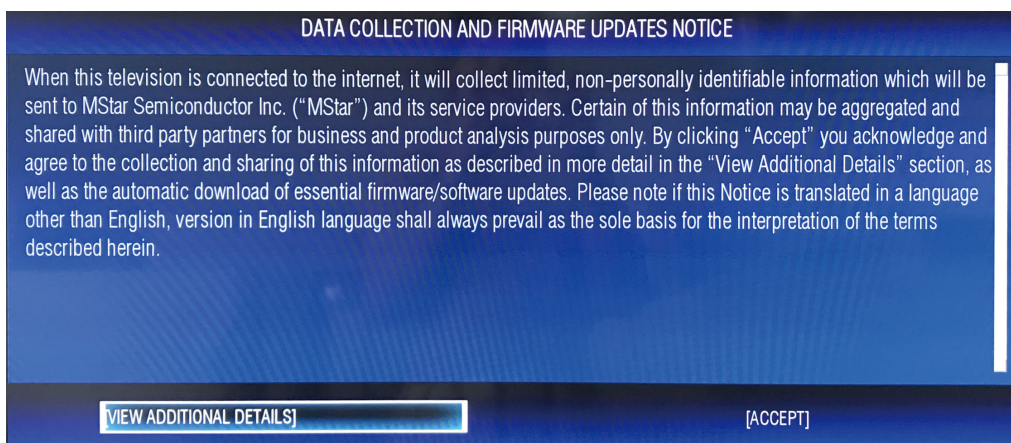 DATA COLLECTION AND FIRMWARE UPDATES NOTICE
When this television is connected to the internet, it will collect limited, non-personally identifiable information which will be
sent to MStar Semiconductor Inc. (“MStar”) and its service providers. Certain of this information may be aggregated and
shared with third party partners for business and product analysis purposes only. By clicking “Accept” you acknowledge and
agree to the collection and sharing of this information as described in more detail in the “View Additional Details” section, as
well as the automatic download of essential firmware/software updates. Please note if this Notice is translated in a language
other than English, version in English language shall always prevail as the sole basis for the interpretation of the terms
described herein.
[VIEW ADDITIONAL DETAILS]
[ACCEPT]